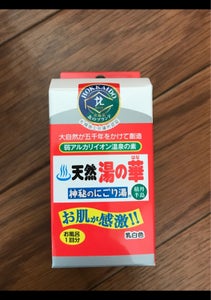 HOKKAIDO
大自然が五千年をかけて創造
弱アルカリイオン温泉の素
天然 湯の華
はな
神秘のにごり湯
お肌が感激!!
お風呂
1回分
乳白色